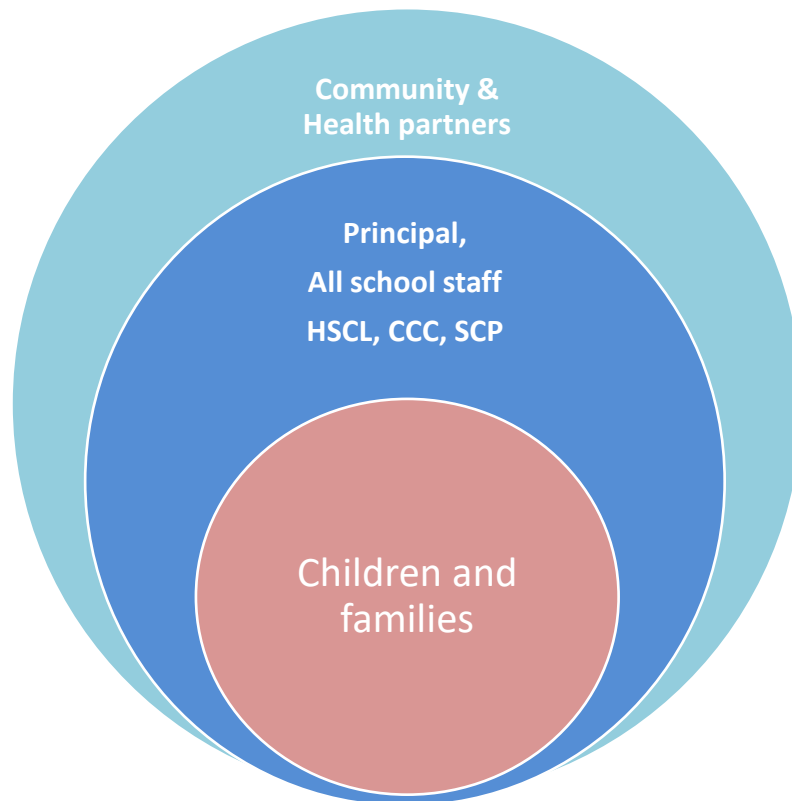 Community &
Health partners
Principal,
All school staff
HSCL, CCC, SCP
Children and
families